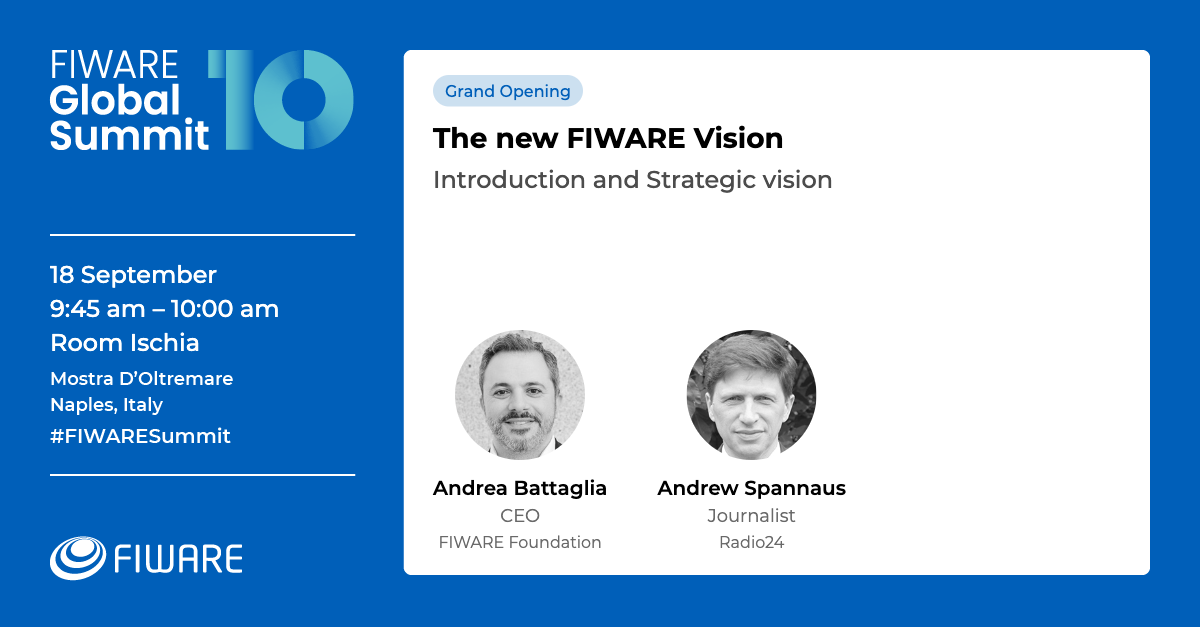 FIWARE
Global
Summit
10
18 September
9:45 am – 10:00 am
Room Ischia
Mostra D’Oltremare
Naples, Italy
#FIWARESummit
FIWARE
Grand Opening
The new FIWARE Vision
Introduction and Strategic vision
Andrea Battaglia
CEO
FIWARE Foundation
Andrew Spannaus
Journalist
Radio24